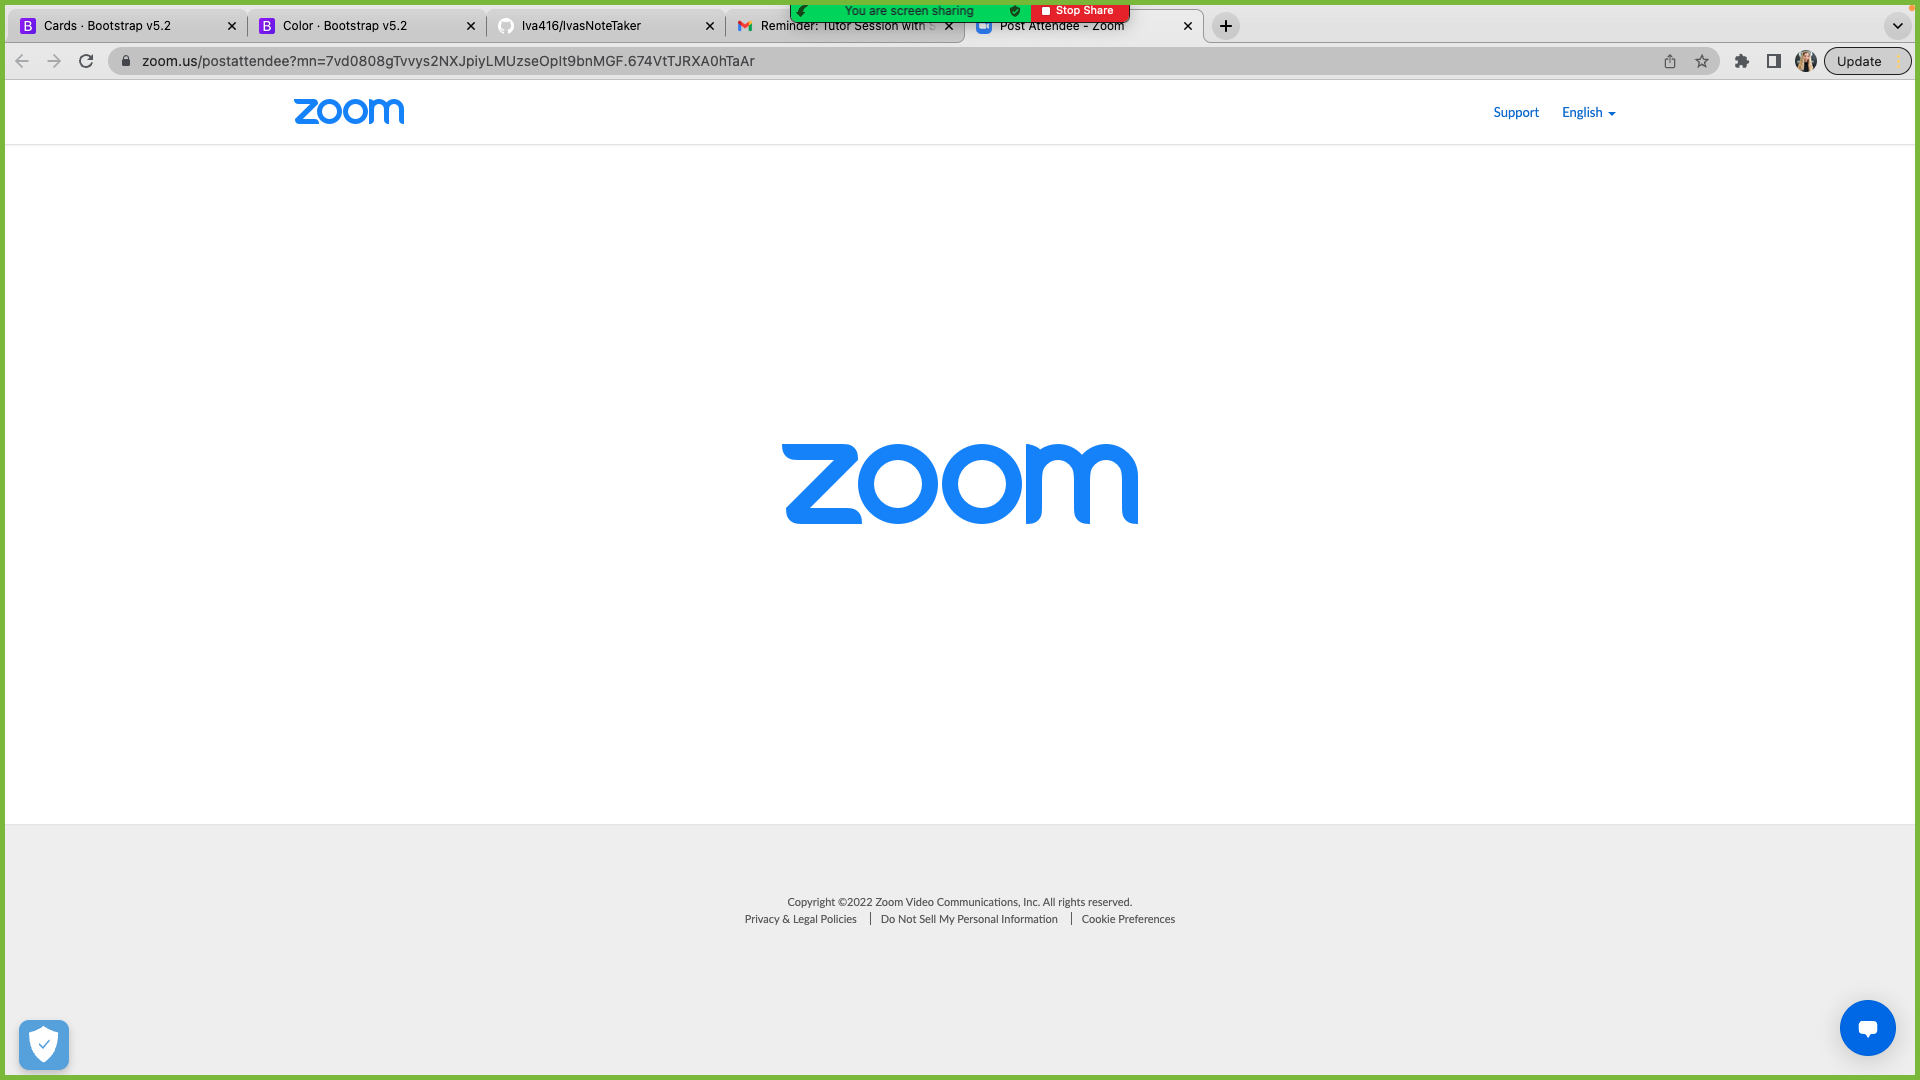 You are screen sharing
Stop Share
Cards · Bootstrap v5.2
Color · Bootstrap v5.2
Iva416/IvasNoteTaker
Reminder: Tutor Session with S
Post Attendee - Zoom
zoom.us/postattendee?mn=7vd0808gTvvys2NXJpiyLMUzseOpIt9bnMGF.674VtTJRXA0hTaAr
Update
zoom
Support
English
zoom
Copyright ©2022 Zoom Video Communications, Inc. All rights reserved.
Privacy & Legal Policies
Do Not Sell My Personal Information
Cookie Preferences